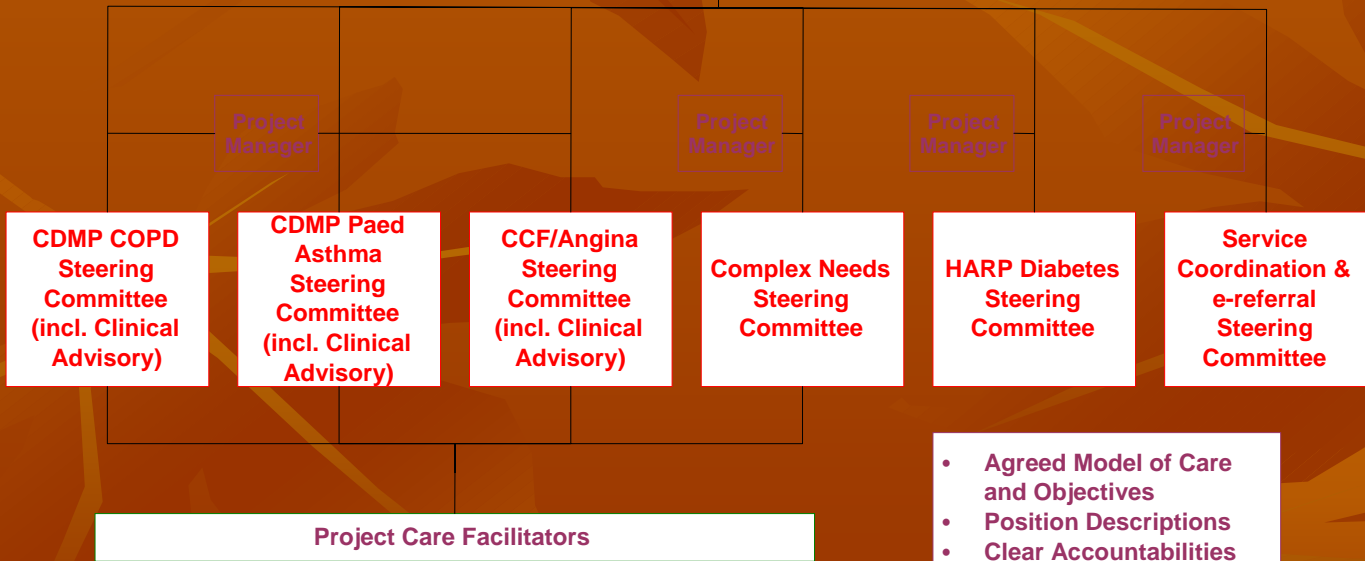 Project
Manager
Project
Manager
Project
Manager
Project
Manager
CDMP COPD
Steering
Committee
(incl. Clinical
Advisory)
CDMP Paed
Asthma
Steering
Committee
(incl. Clinical
Advisory)
CCF/Angina
Steering
Committee
(incl. Clinical
Advisory)
Complex Needs
Steering
Committee
HARP Diabetes
Steering
Committee
Service
Coordination &
e-referral
Steering
Committee
Project Care Facilitators
• Agreed Model of Care
and Objectives
• Position Descriptions
• Clear Accountabilities